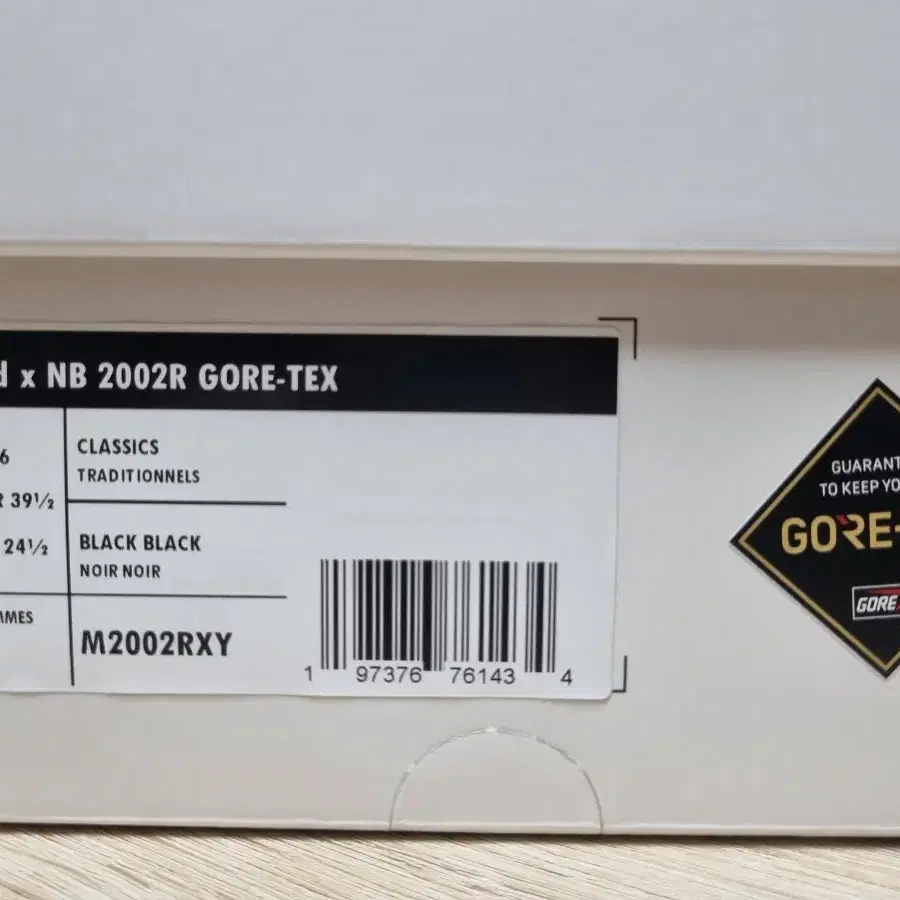 d x NB 2002R GORE-TEX
6
R 39½
24½
MMES
CLASSICS
TRADITIONNELS
BLACK BLACK
NOIR NOIR
M2002RXY
1 97376 76143 4
GUARANT
TO KEEP YO
GORE-
GORE